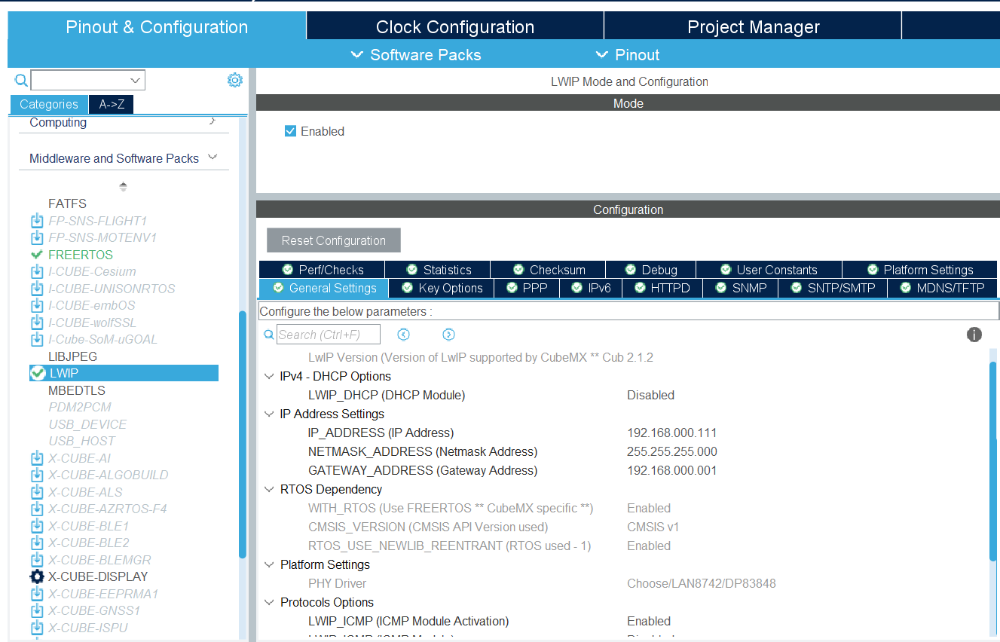 Pinout & Configuration
Clock Configuration
Project Manager
Software Packs
Pinout
Categories
A->Z
Computing
Middleware and Software Packs
FATFS
FP-SNS-FLIGHT1
FP-SNS-MOTENV1
FREERTOS
I-CUBE-Cesium
I-CUBE-UNISONRTOS
I-CUBE-embOS
I-CUBE-wolfSSL
I-Cube-SoM-uGOAL
LIBJPEG
LWIP
MBEDTLS
PDM2PCM
USB_DEVICE
USB_HOST
X-CUBE-AI
X-CUBE-ALGOBUILD
X-CUBE-ALS
X-CUBE-AZRTOS-F4
X-CUBE-BLE1
X-CUBE-BLE2
X-CUBE-BLEMGR
X-CUBE-DISPLAY
X-CUBE-EEPRMA1
X-CUBE-GNSS1
X-CUBE-ISPU
LWIP Mode and Configuration
Mode
Enabled
Configuration
Reset Configuration
Perf/Checks
Statistics
Checksum
Debug
User Constants
Platform Settings
General Settings
Key Options
PPP
IPv6
HTTPD
SNMP
SNTP/SMTP
MDNS/TFTP
Configure the below parameters :
Search (Ctrl+F)
LwIP Version (Version of LwIP supported by CubeMX ** Cub 2.1.2
IPv4 - DHCP Options
LWIP_DHCP (DHCP Module) Disabled
IP Address Settings
IP_ADDRESS (IP Address) 192.168.000.111
NETMASK_ADDRESS (Netmask Address) 255.255.255.000
GATEWAY_ADDRESS (Gateway Address) 192.168.000.001
RTOS Dependency
WITH_RTOS (Use FREERTOS ** CubeMX specific **) Enabled
CMSIS_VERSION (CMSIS API Version used) CMSIS v1
RTOS_USE_NEWLIB_REENTRANT (RTOS used - 1) Enabled
Platform Settings
PHY Driver Choose/LAN8742/DP83848
Protocols Options
LWIP_ICMP (ICMP Module Activation) Enabled